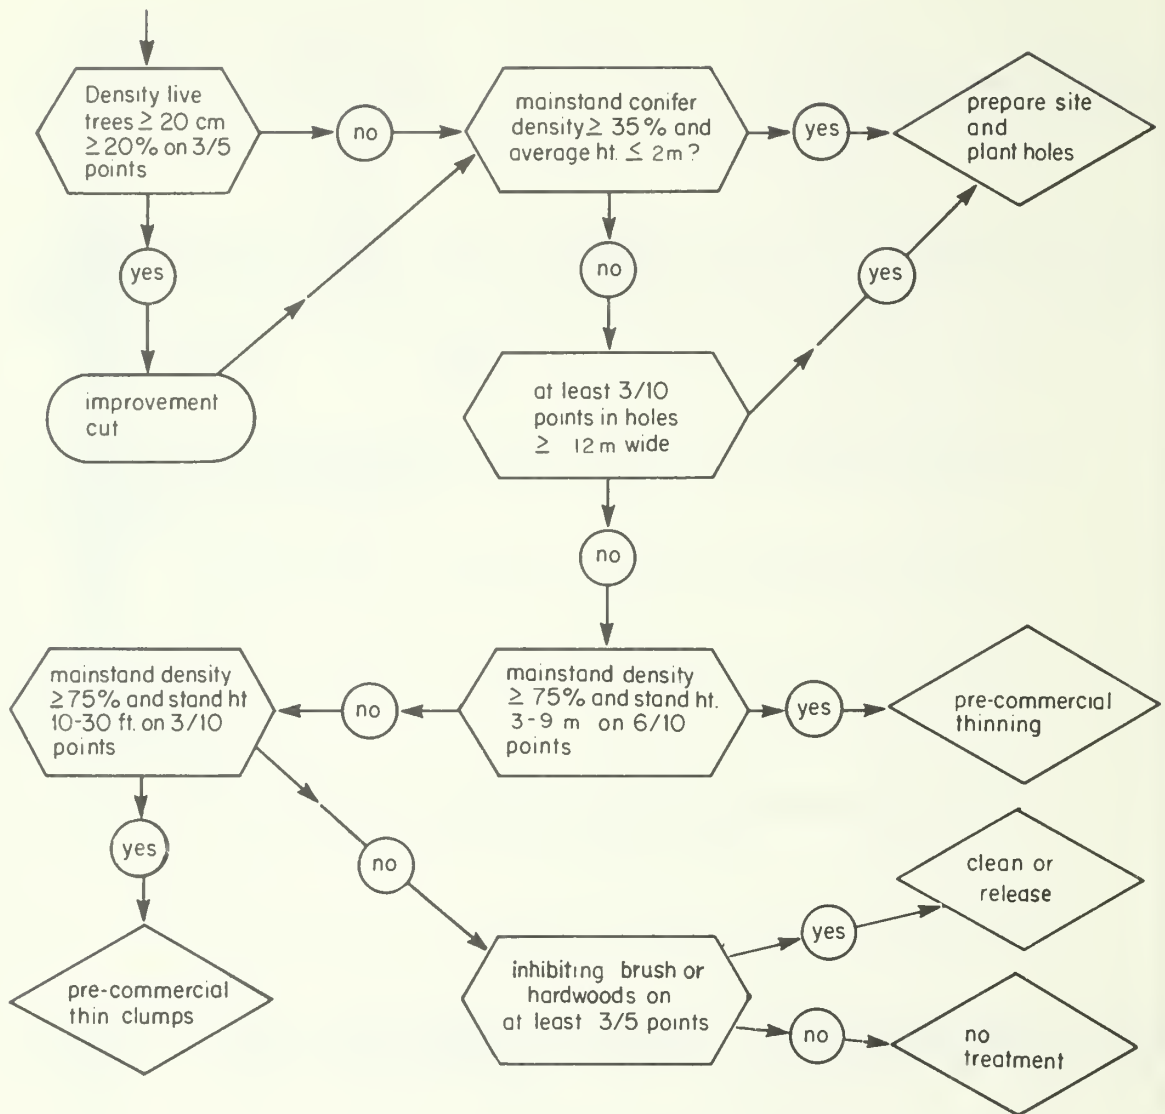 Density live
trees ≥ 20 cm
≥20% on 3/5
points
no
mainstand conifer
density ≥ 35% and
average ht. ≤ 2m?
yes
prepare site
and
plant holes
yes
no
yes
improvement
cut
at least 3/10
points in holes
≥ 12m wide
no
mainstand density
≥75% and stand ht
10-30 ft. on 3/10
points
no
mainstand density
≥ 75% and stand ht.
3-9 m on 6/10
points
yes
pre-commercial
thinning
yes
no
clean or
release
yes
pre-commercial
thin clumps
inhibiting brush or
hardwoods on
at least 3/5 points
no
no
treatment